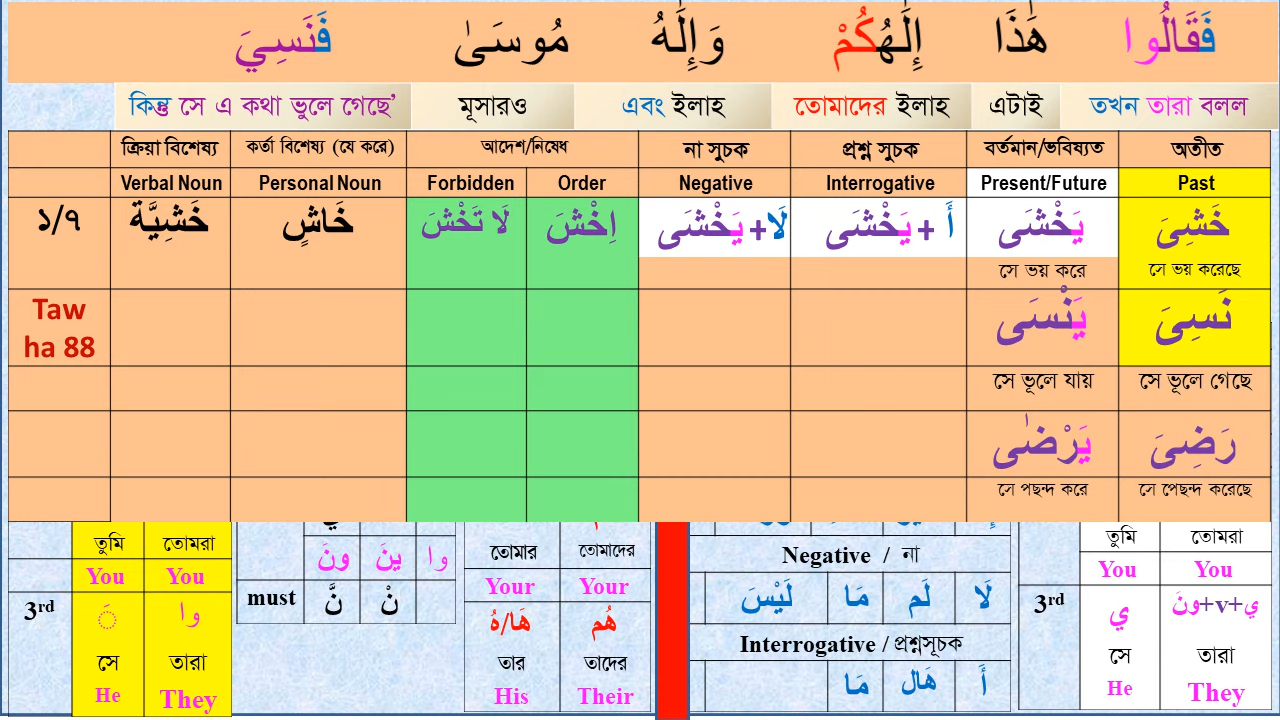 فَقَالُوا هَٰذَا إِلَٰهُكُمْ وَإِلَٰهُ مُوسَىٰ فَنَسِيَ
কিন্তু সে এ কথা ভুলে গেছে’ মূসারও এবং ইলাহ তোমাদের ইলাহ এটাই তখন তারা বলল
ক্রিয়া বিশেষ্য কর্তা বিশেষ্য (যে করে) আদেশ/নিষেধ না সুচক প্রশ্ন সুচক বর্তমান/ভবিষ্যত অতীত
Verbal Noun Personal Noun Forbidden Order Negative Interrogative Present/Future Past
১/৭ خَشِيَّة خَاشٍ لَا تَخْشَ اِخْشَ لَا+ يَخْشَى أَ + يَخْشَى يَخْشَى خَشِىَ
সে ভয় করে সে ভয় করেছে
Taw ha 88 يَنْسَى نَسِىَ
সে ভূলে যায় সে ভূলে গেছে
يَرْضٰى رَضِىَ
সে পছন্দ করে সে পেছন্দ করেছে
তুমি তোমরা
You You
3rd َ وا
সে তারা
He They
ونَ ينَ وا
must نَّ نْ
তোমার তোমাদের
Your Your
هَا/هُ هُم
তার তাদের
His Their
Negative / না
لَيْسَ مَا لَم لَا
Interrogative / প্রশ্নসূচক
مَا هَال أَ
তুমি তোমরা
You You
3rd ي ي+v+ونَ
সে তারা
He They